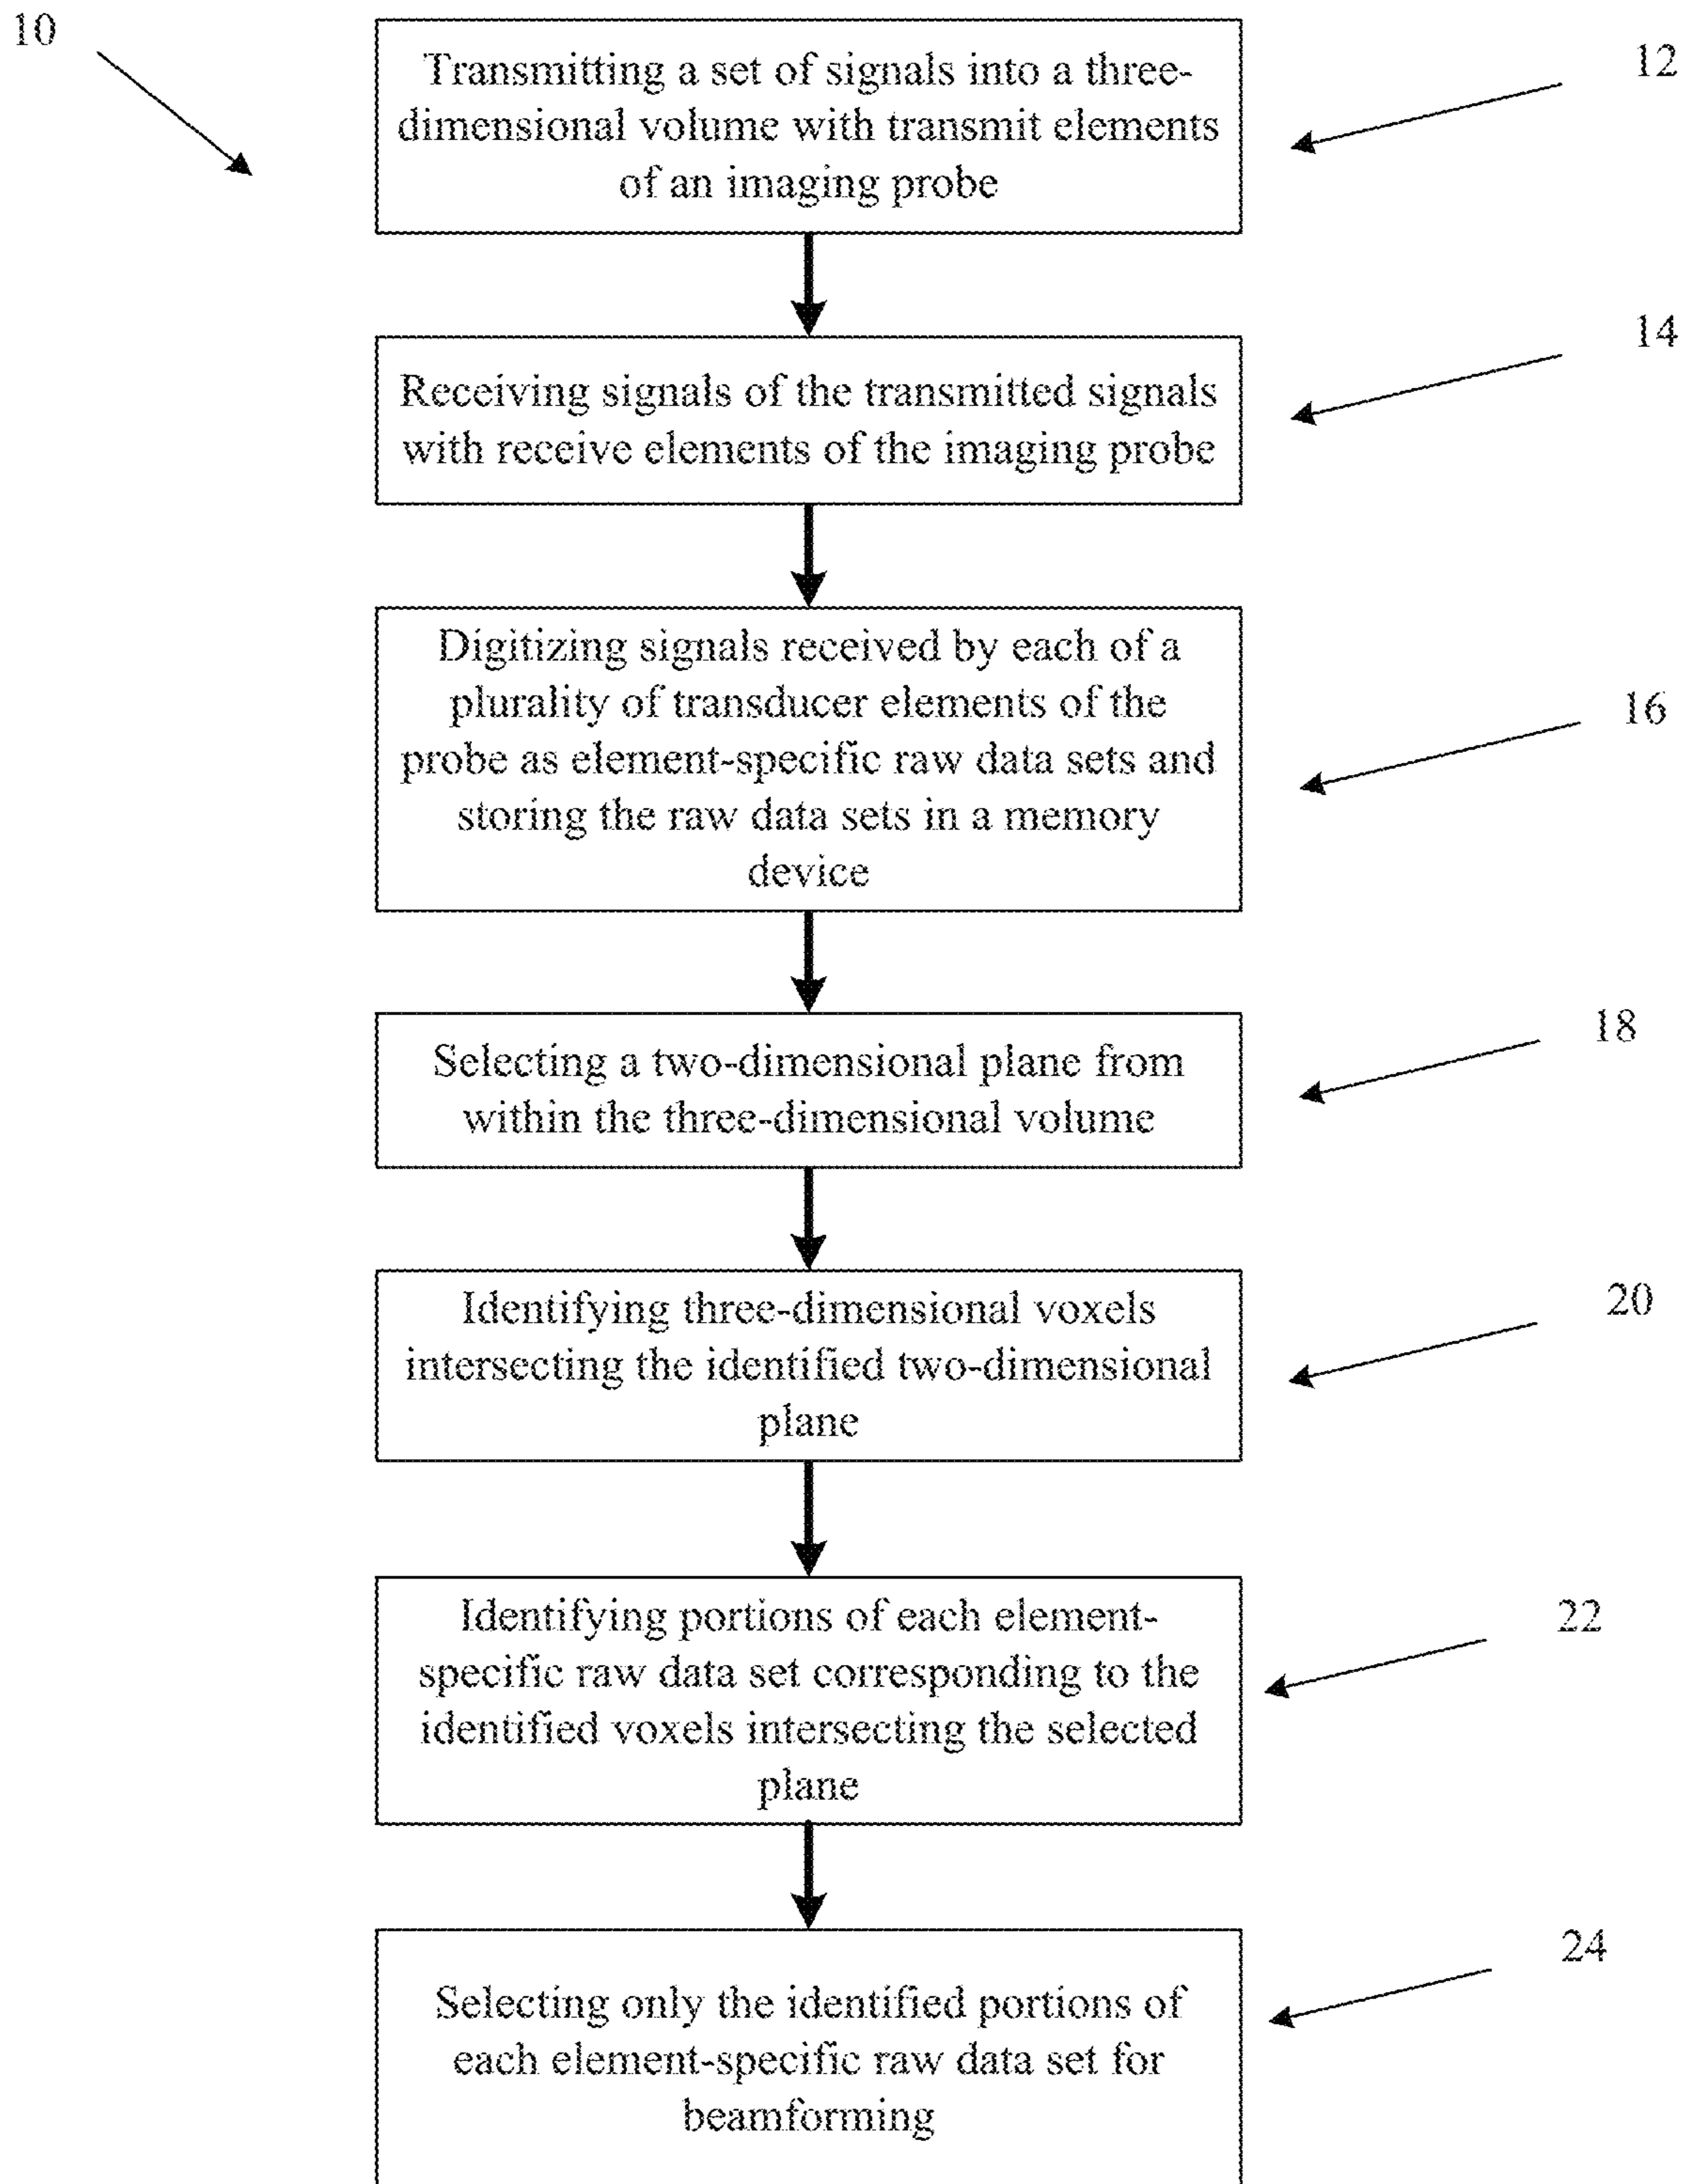 10
Transmitting a set of signals into a three-
dimensional volume with transmit elements
of an imaging probe
12
Receiving signals of the transmitted signals
with receive elements of the imaging probe
14
Digitizing signals received by each of a
plurality of transducer elements of the
probe as element-specific raw data sets and
storing the raw data sets in a memory
device
16
Selecting a two-dimensional plane from
within the three-dimensional volume
18
Identifying three-dimensional voxels
intersecting the identified two-dimensional
plane
20
Identifying portions of each element-
specific raw data set corresponding to the
identified voxels intersecting the selected
plane
22
Selecting only the identified portions of
each element-specific raw data set for
beamforming
24